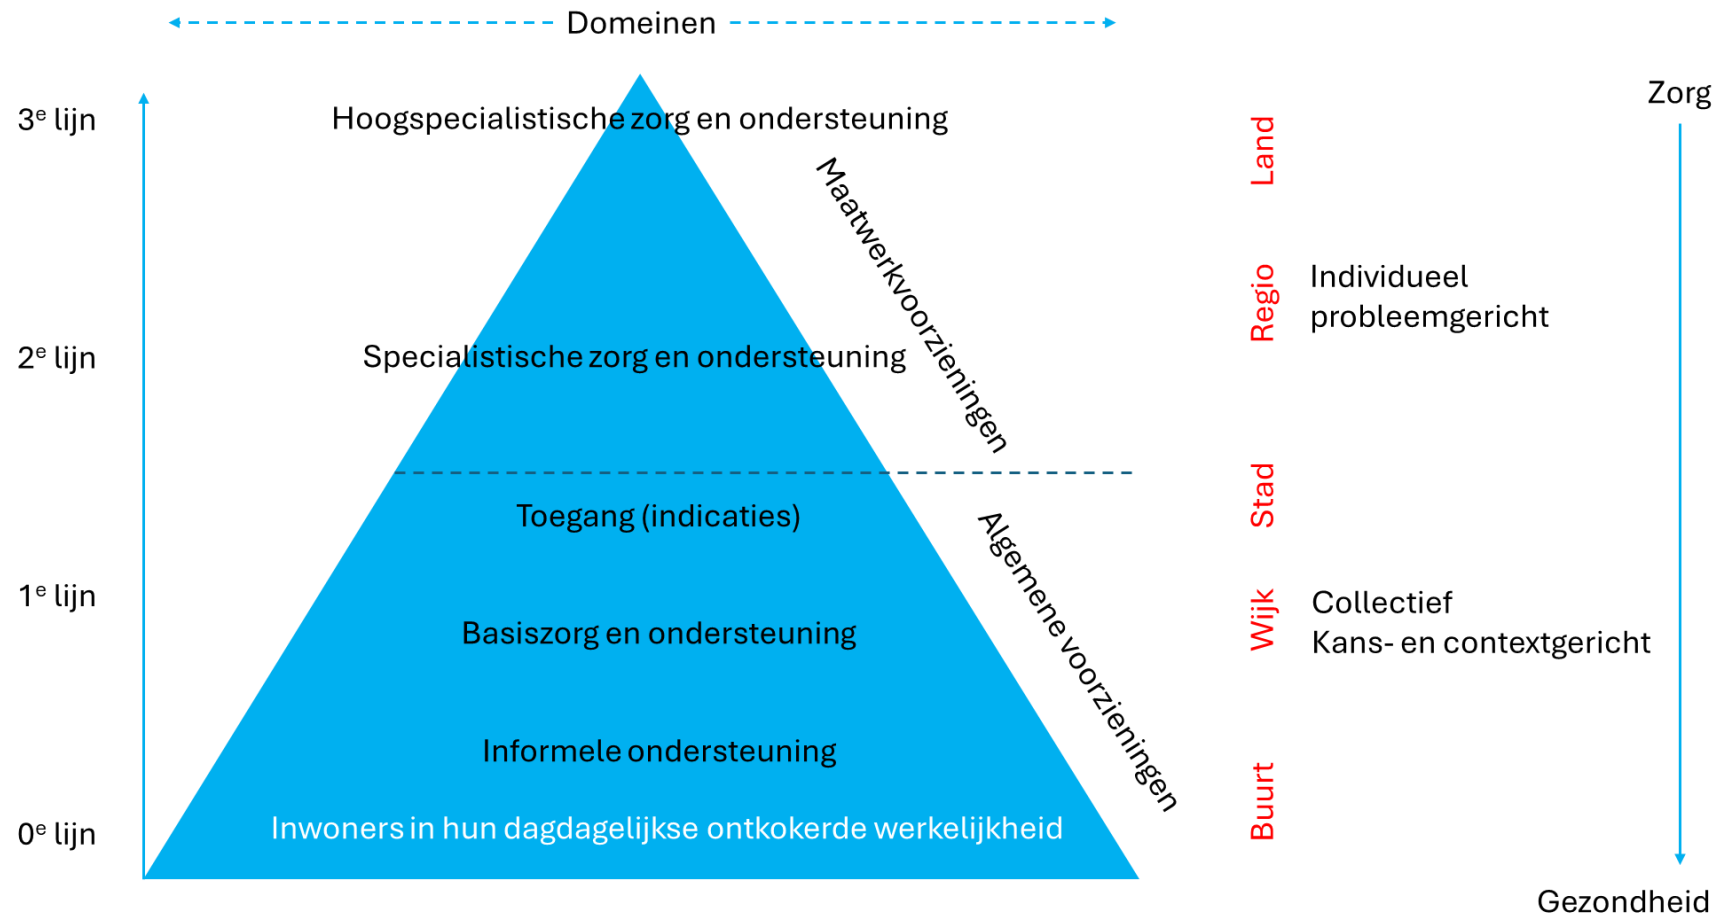 Domeinen
Zorg
3e lijn
Hoogspecialistische zorg en ondersteuning
Land
Maatwerkvoorzieningen
Regio
Individueel
probleemgericht
2e lijn
Specialistische zorg en ondersteuning
Stad
Toegang (indicaties)
Algemene voorzieningen
1e lijn
Wijk
Collectief
Kans- en contextgericht
Basiszorg en ondersteuning
Informele ondersteuning
Buurt
0e lijn
Inwoners in hun dagdagelijkse ontkokerde werkelijkheid
Gezondheid